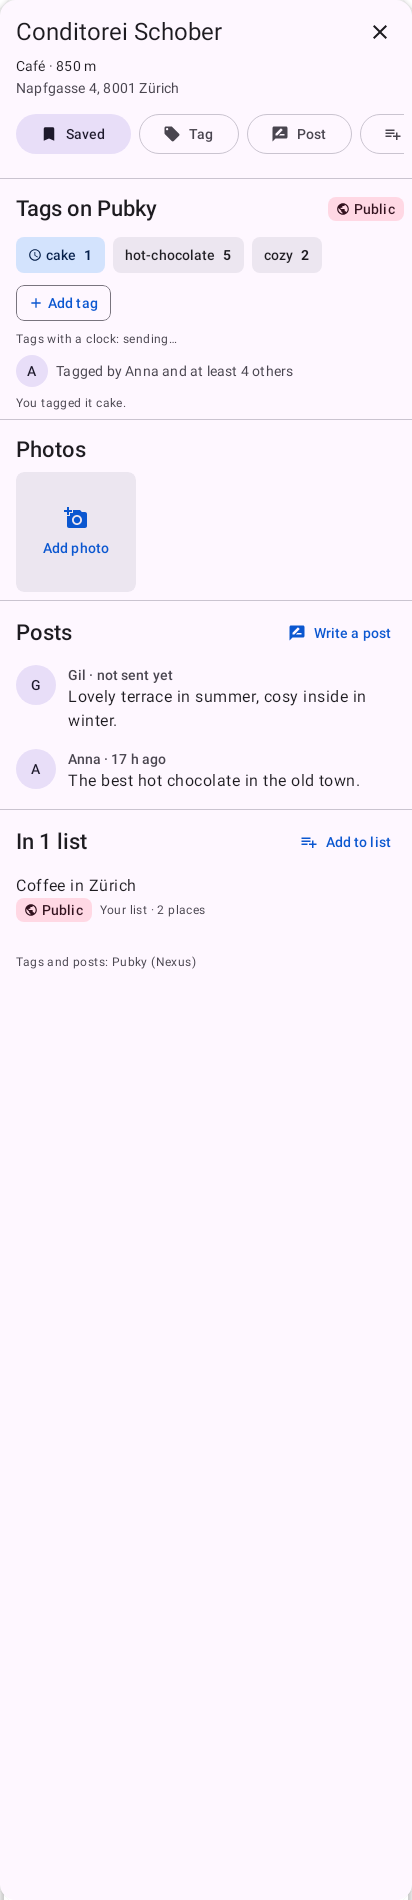 Conditorei Schober
Café · 850 m
Napfgasse 4, 8001 Zürich
Saved
Tag
Post
Tags on Pubky
Public
cake 1
hot-chocolate 5
cozy 2
Add tag
Tags with a clock: sending…
A
Tagged by Anna and at least 4 others
You tagged it cake.
Photos
Add photo
Posts
Write a post
G
Gil · not sent yet
Lovely terrace in summer, cosy inside in
winter.
A
Anna · 17 h ago
The best hot chocolate in the old town.
In 1 list
Add to list
Coffee in Zürich
Public
Your list · 2 places
Tags and posts: Pubky (Nexus)